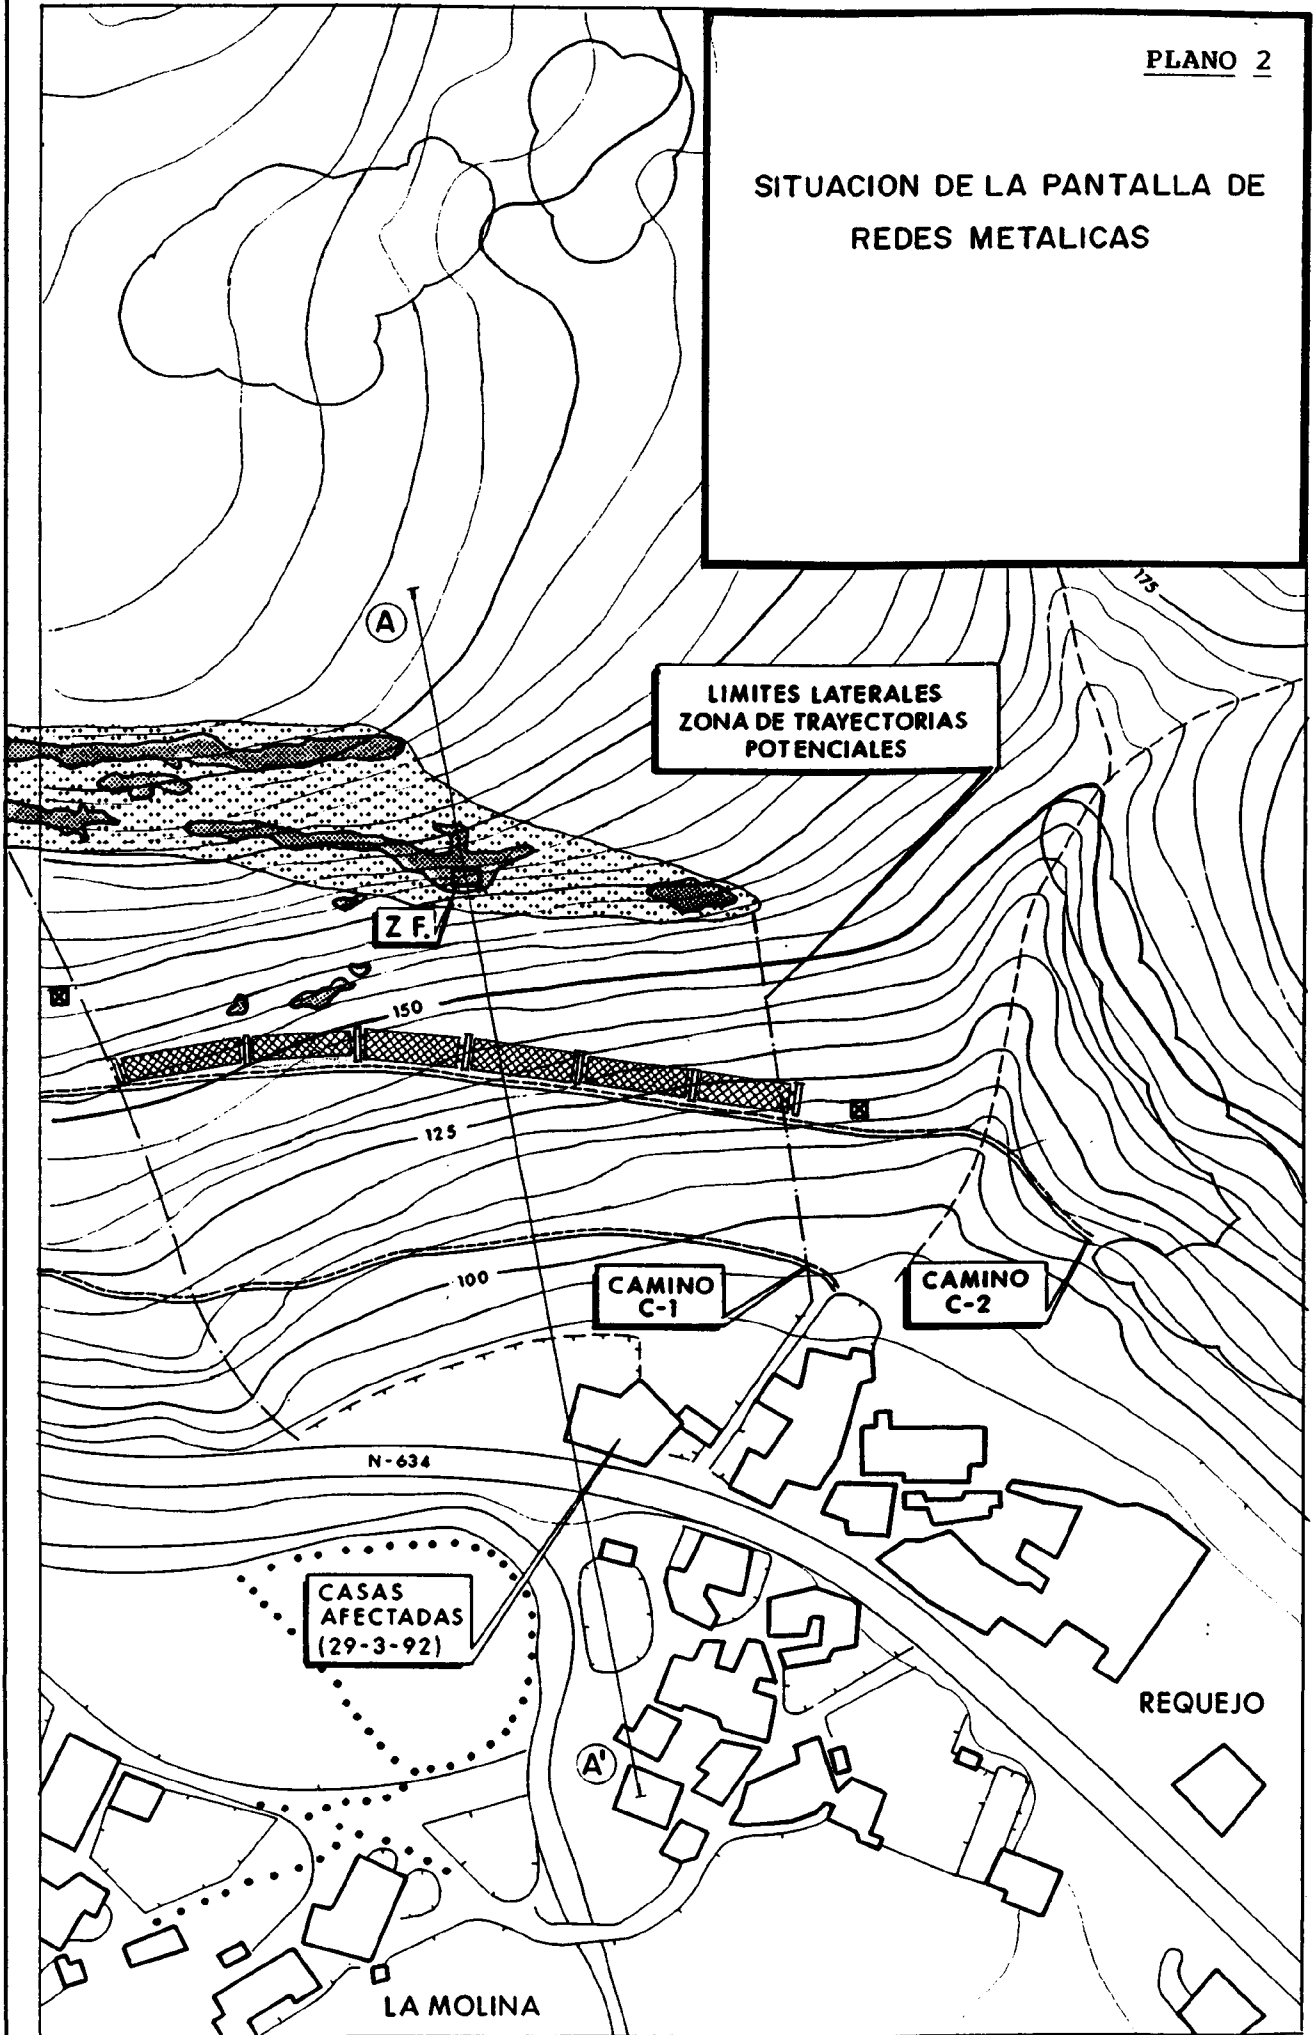 PLANO 2
SITUACION DE LA PANTALLA DE
REDES METALICAS
175
A
LIMITES LATERALES
ZONA DE TRAYECTORIAS
POTENCIALES
Z F.
150
125
100
CAMINO
C-1
CAMINO
C-2
N-634
CASAS
AFECTADAS
(29-3-92)
REQUEJO
A'
LA MOLINA